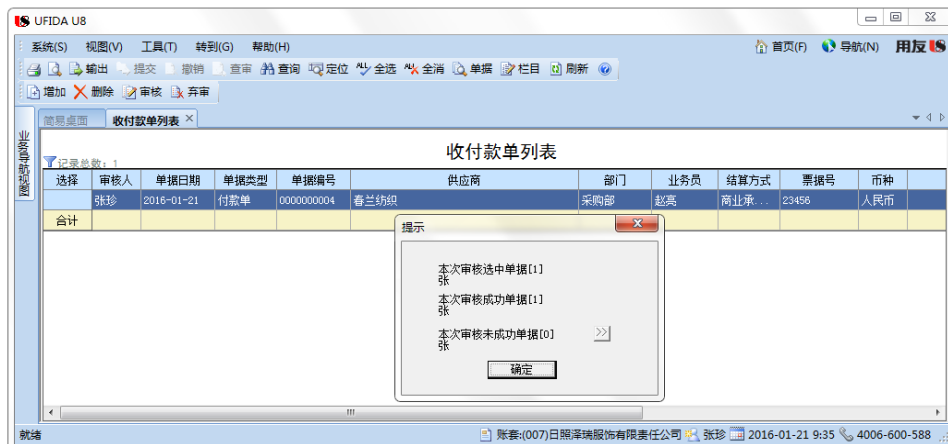 UFIDA U8
系统(S) 视图(V) 工具(T) 转到(G) 帮助(H) 首页(F) 导航(N) 用友
输出 提交 撤销 查审 查询 定位 全选 全消 单据 栏目 刷新
增加 删除 审核 弃审
简易桌面 收付款单列表
业务导航视图
收付款单列表
记录总数: 1
选择 审核人 单据日期 单据类型 单据编号 供应商 部门 业务员 结算方式 票据号 币种
张珍 2016-01-21 付款单 0000000004 春兰纺织 采购部 赵亮 商业承... 23456 人民币
合计
提示
本次审核选中单据[1]
张
本次审核成功单据[1]
张
本次审核未成功单据[0] >>
张
确定
就绪 账套:(007)日照泽瑞服饰有限责任公司 张珍 2016-01-21 9:35 4006-600-588